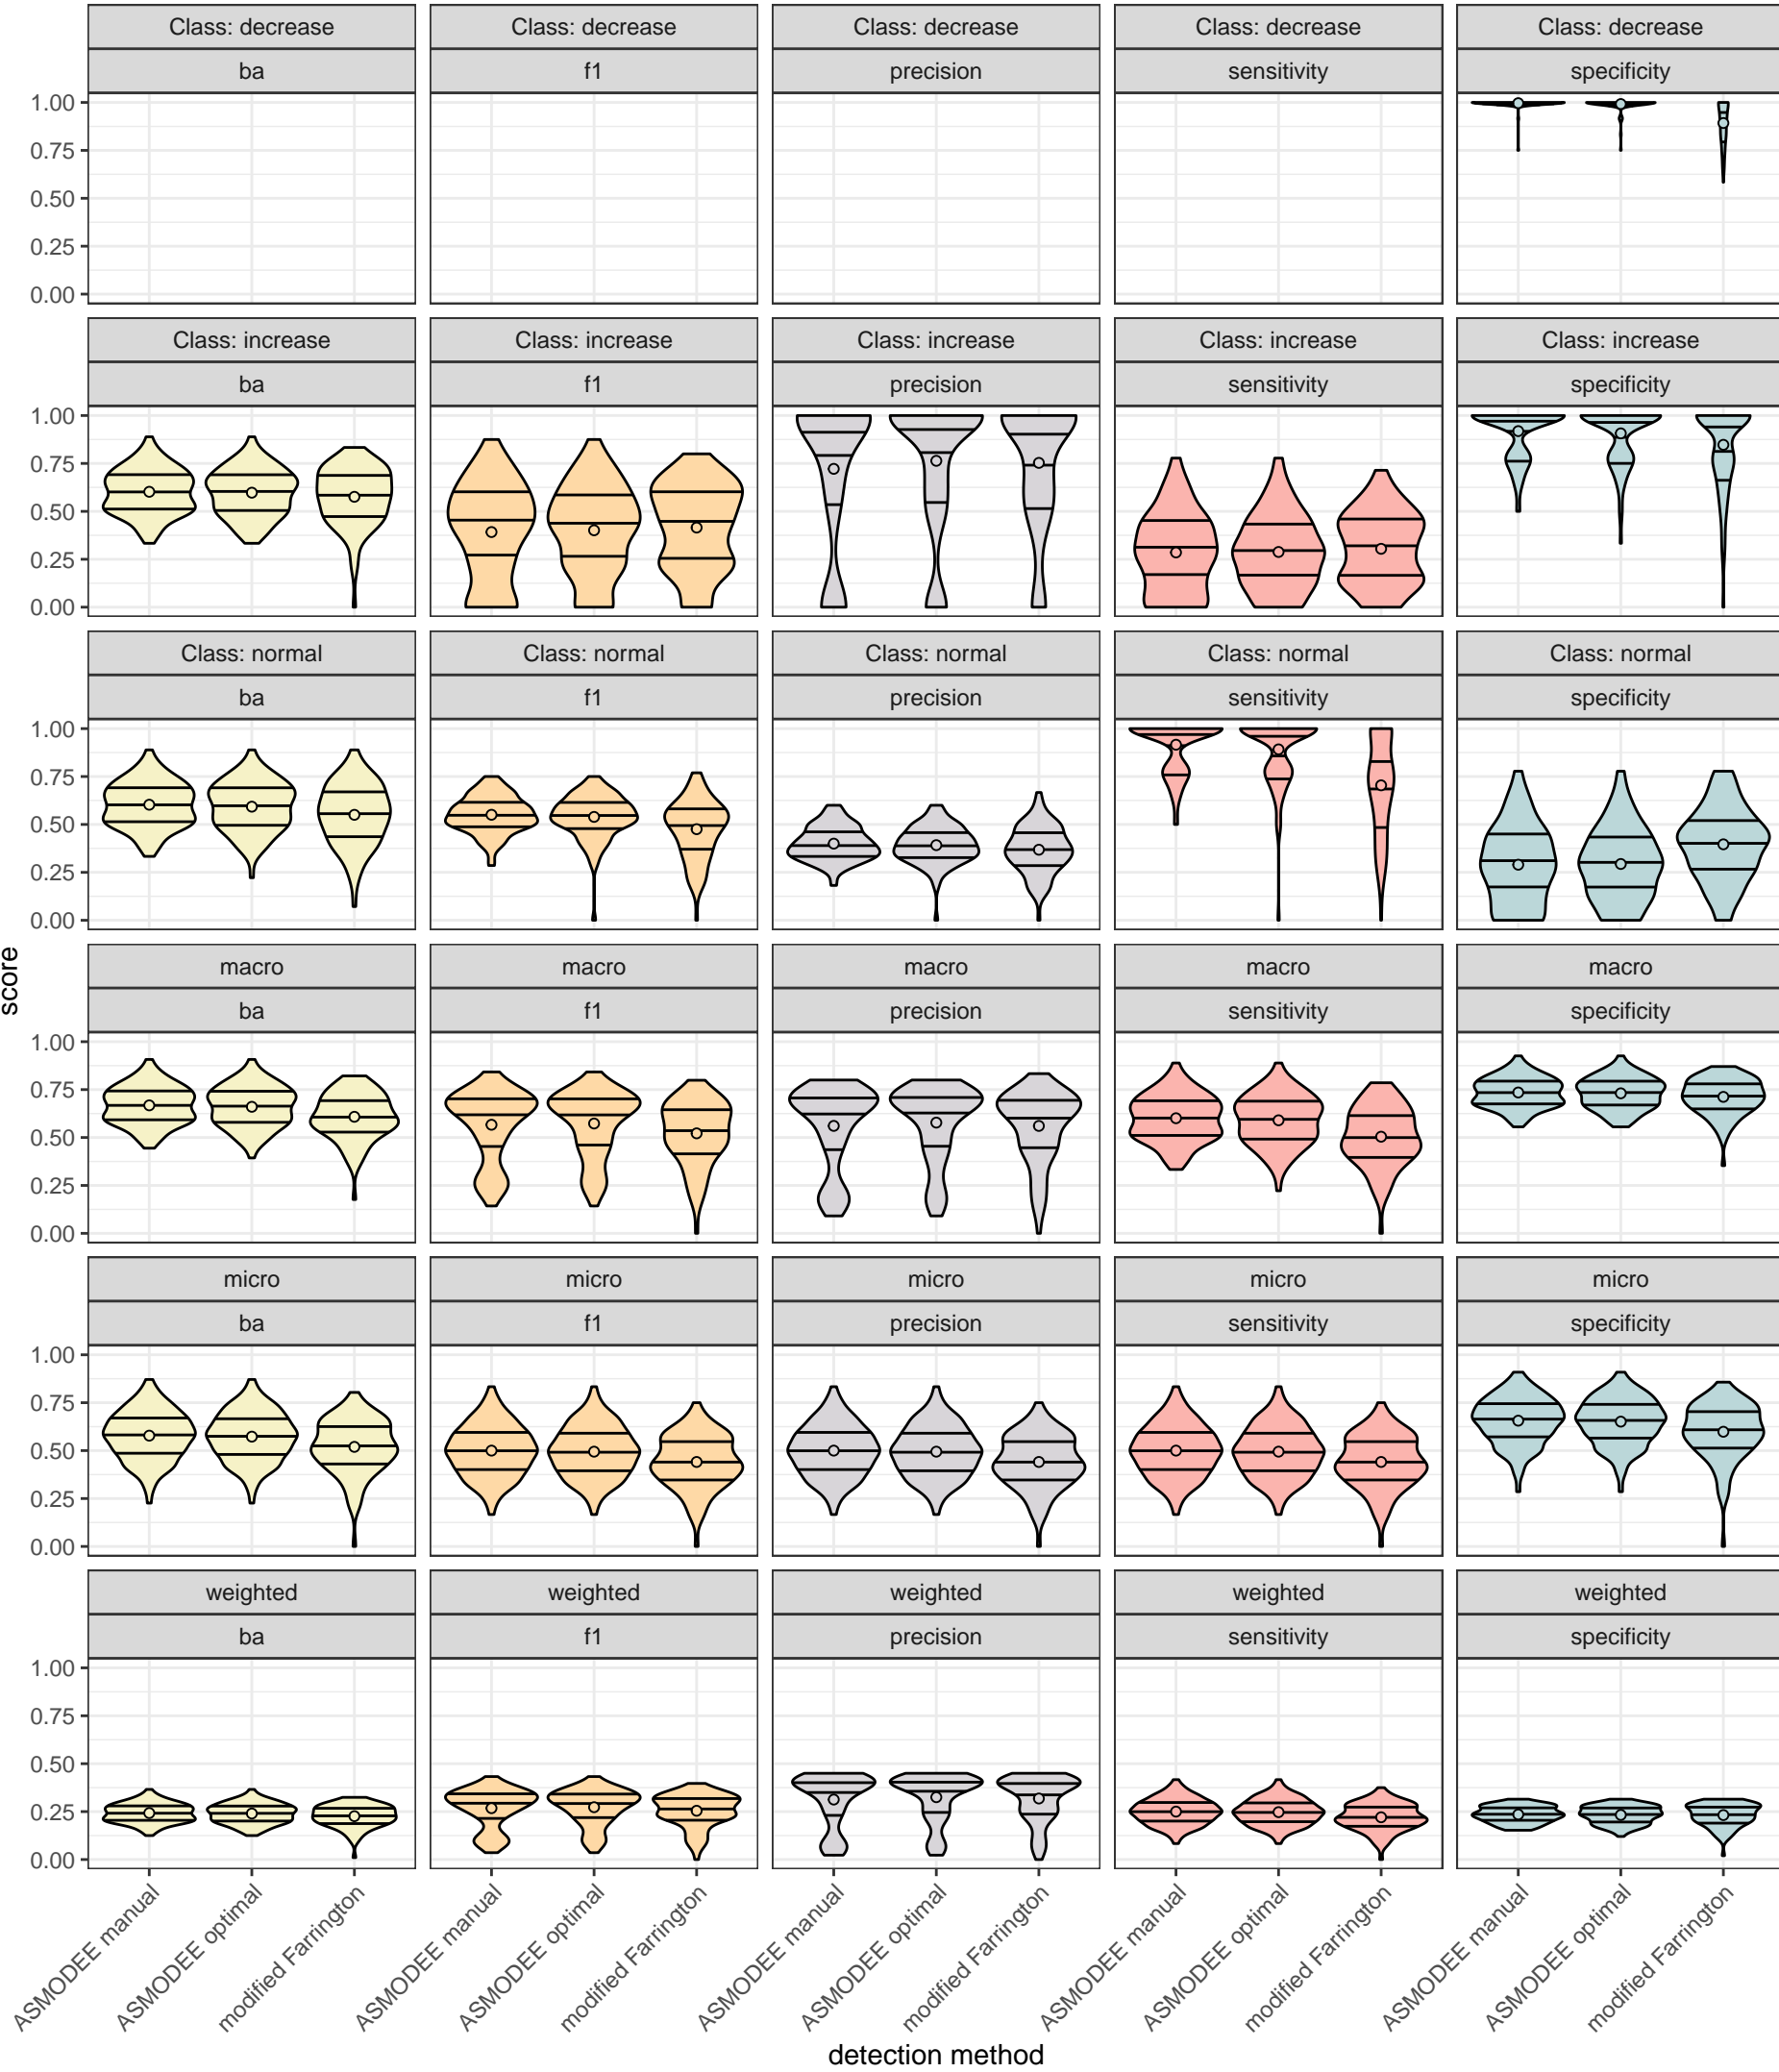 Class: decrease Class: decrease Class: decrease Class: decrease Class: decrease
ba f1 precision sensitivity specificity
1.00
0.75
0.50
0.25
0.00
Class: increase Class: increase Class: increase Class: increase Class: increase
ba f1 precision sensitivity specificity
1.00
0.75
0.50
0.25
0.00
Class: normal Class: normal Class: normal Class: normal Class: normal
ba f1 precision sensitivity specificity
1.00
0.75
0.50
0.25
0.00
score
macro macro macro macro macro
ba f1 precision sensitivity specificity
1.00
0.75
0.50
0.25
0.00
micro micro micro micro micro
ba f1 precision sensitivity specificity
1.00
0.75
0.50
0.25
0.00
weighted weighted weighted weighted weighted
ba f1 precision sensitivity specificity
1.00
0.75
0.50
0.25
0.00
ASMODEE manual
ASMODEE optimal
modified Farrington
ASMODEE manual
ASMODEE optimal
modified Farrington
ASMODEE manual
ASMODEE optimal
modified Farrington
ASMODEE manual
ASMODEE optimal
modified Farrington
ASMODEE manual
ASMODEE optimal
modified Farrington
detection method